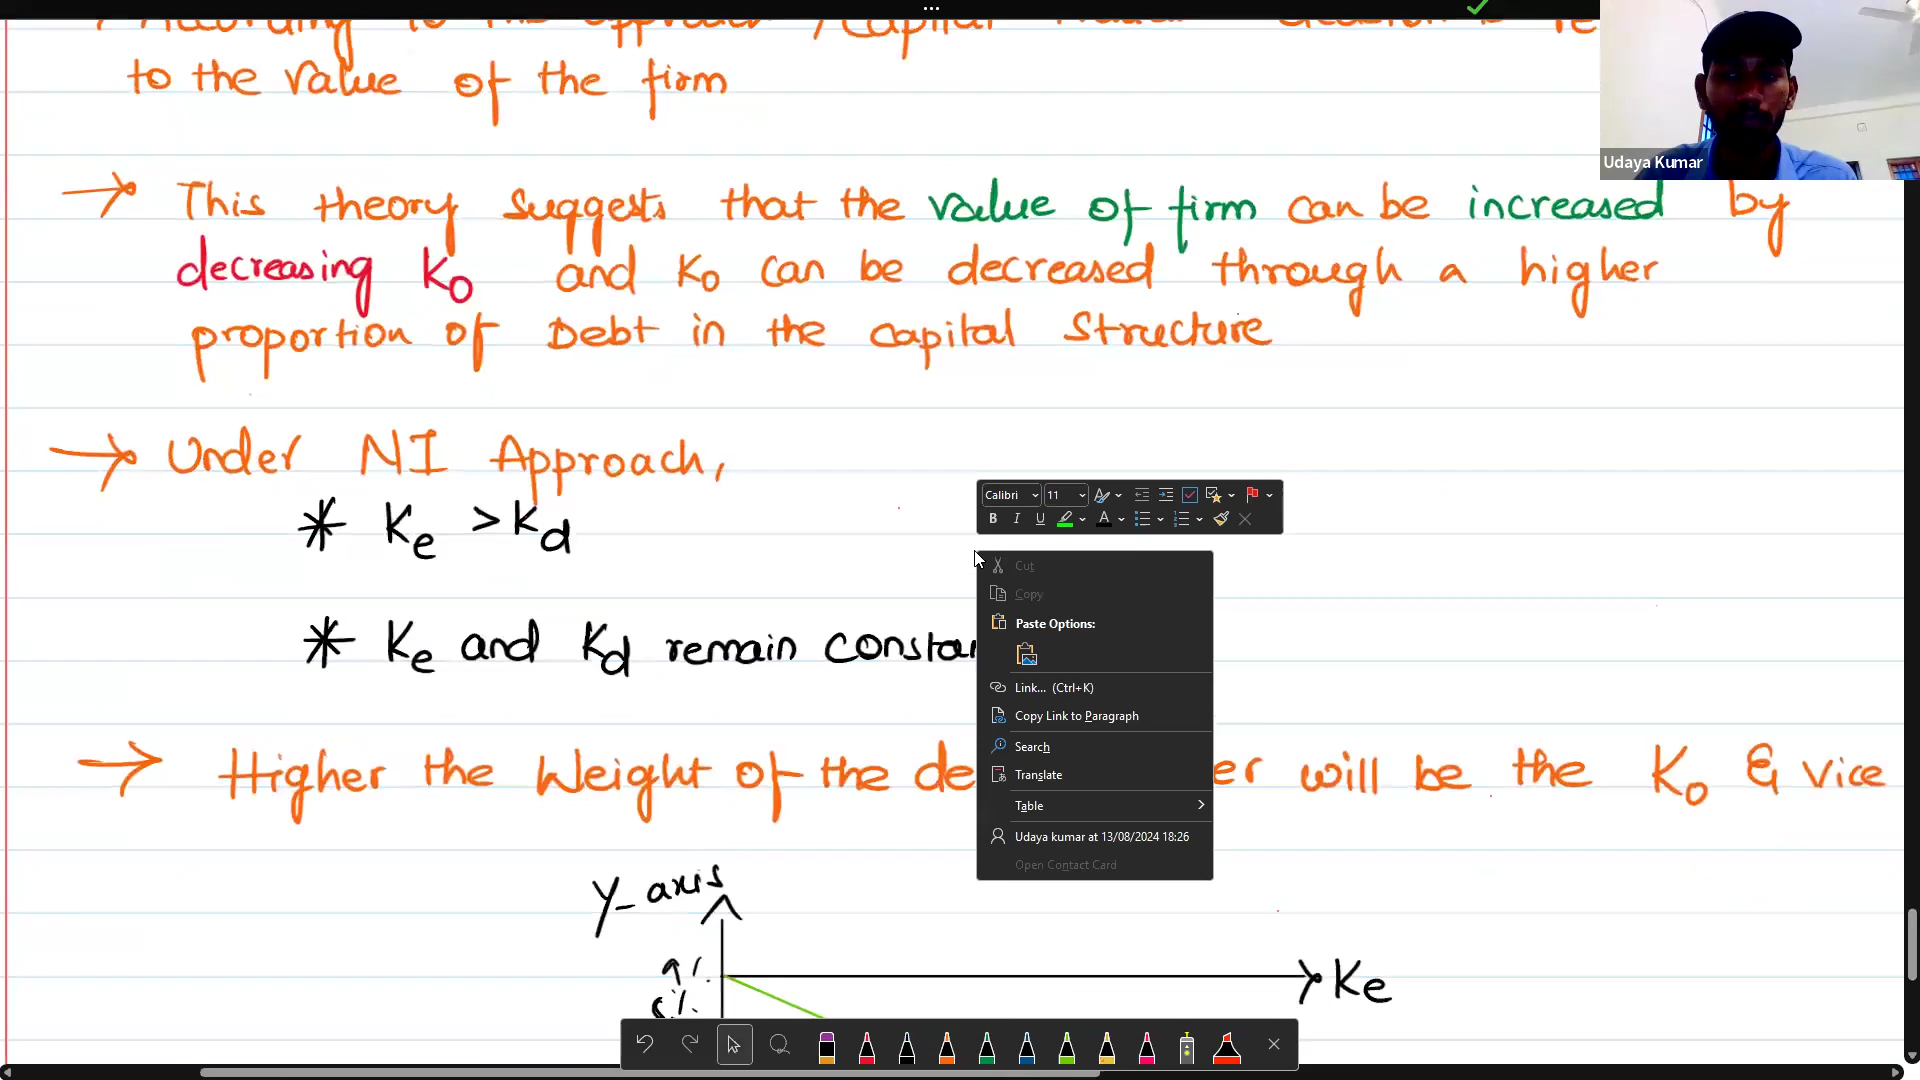 to the value of the firm
Udaya Kumar
→ This theory suggests that the value of firm can be increased by
decreasing Ko and Ko can be decreased through a higher
proportion of Debt in the capital Structure
→ Under NI Approach,
* Ke > Kd
* Ke and Kd remain
→ Higher the Weight of the will be the Ko & vice
Calibri 11
B I U A
Cut
Copy
Paste Options:
Link... (Ctrl+K)
Copy Link to Paragraph
Search
Translate
Table
Udaya kumar at 13/08/2024 18:26
Open Contact Card
Y-axis
Ke